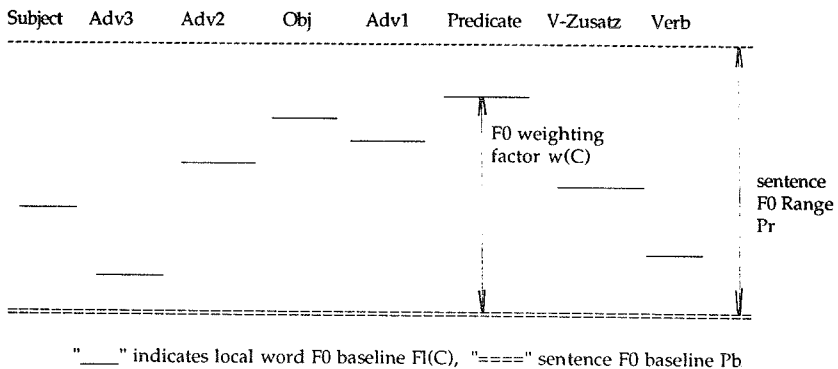 Subject Adv3 Adv2 Obj Adv1 Predicate V-Zusatz Verb
F0 weighting
factor w(C)
sentence
F0 Range
Pr
"____" indicates local word F0 baseline Fl(C), "====" sentence F0 baseline Pb